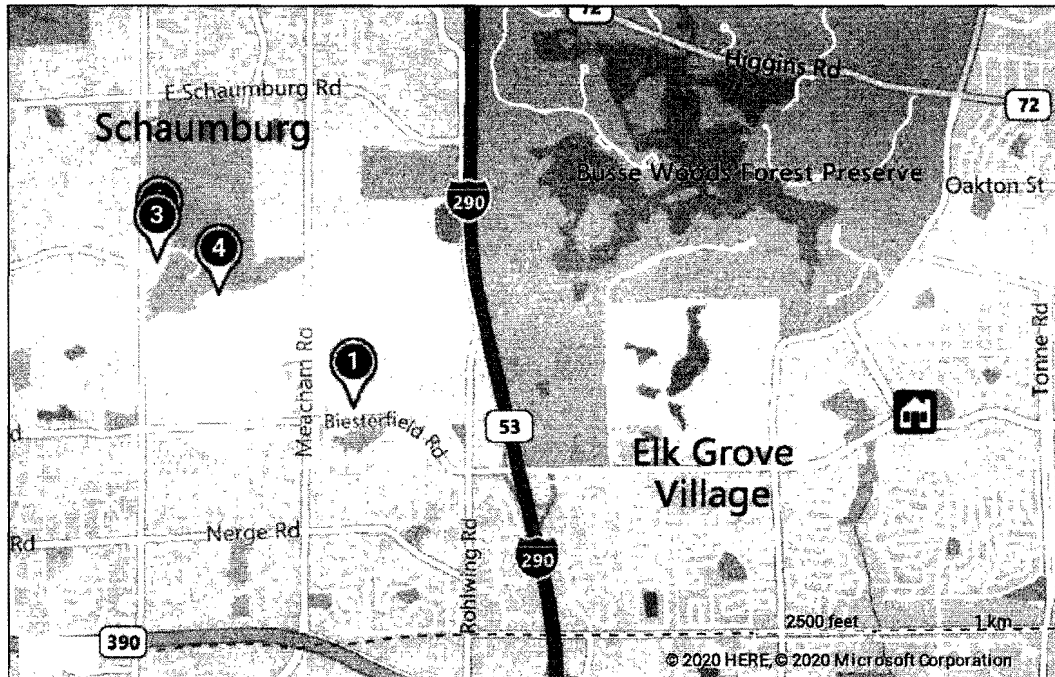 72
Higgins Rd
72
E Schaumburg Rd
Schaumburg
Busse Woods Forest Preserve
Oakton St
290
3
4
Meacham Rd
1
Tonne Rd
Biesterfield Rd
53
d
Elk Grove
Village
Nerge Rd
Rd
Rohlwing Rd
290
390
2500 feet
1 km
© 2020 HERE, © 2020 Microsoft Corporation